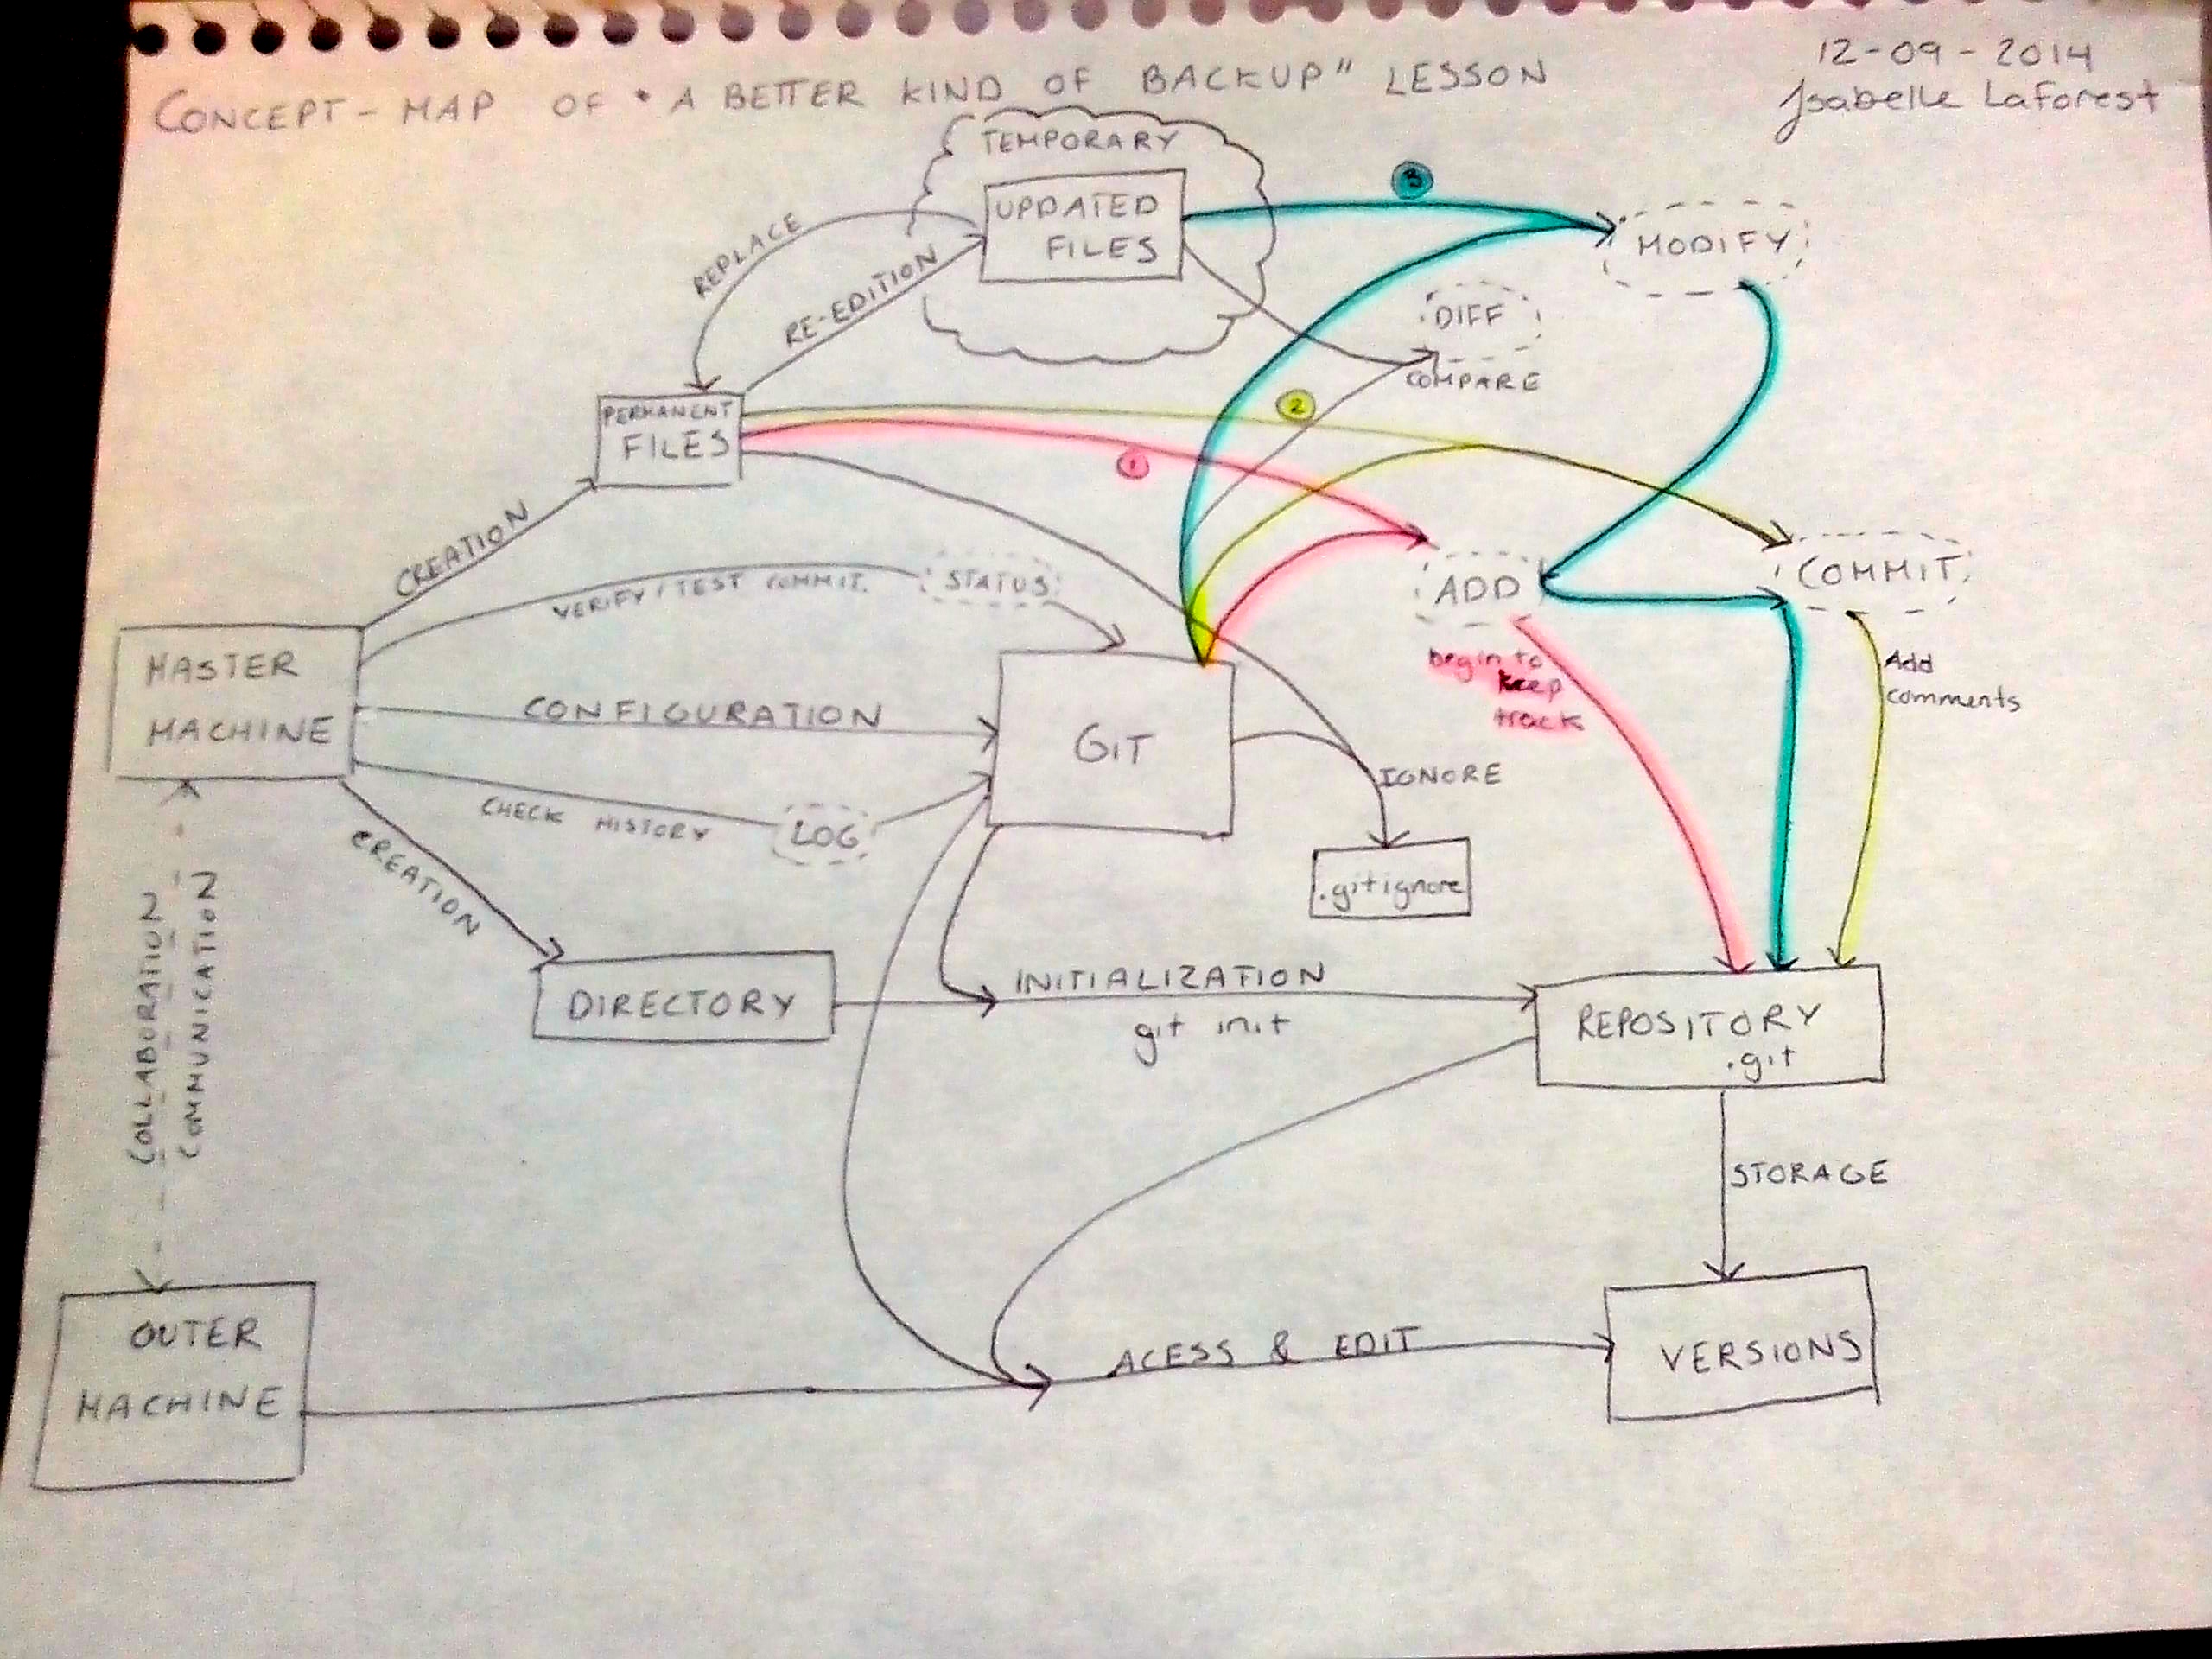 12-09-2014
CONCEPT-MAP OF "A BETTER KIND OF BACKUP" LESSON
Isabelle LaForest
TEMPORARY
UPDATED
FILES
3
MODIFY
REPLACE
RE-EDITION
DIFF
COMPARE
2
PERMANENT
FILES
1
CREATION
VERIFY/TEST COMMIT.
STATUS
ADD
COMMIT
begin to
keep
track
Add
comments
MASTER
MACHINE
CONFIGURATION
GIT
IGNORE
CHECK HISTORY
LOG
CREATION
.gitignore
COLLABORATION
COMMUNICATION
DIRECTORY
INITIALIZATION
git init
REPOSITORY
.git
STORAGE
OUTER
MACHINE
ACESS & EDIT
VERSIONS